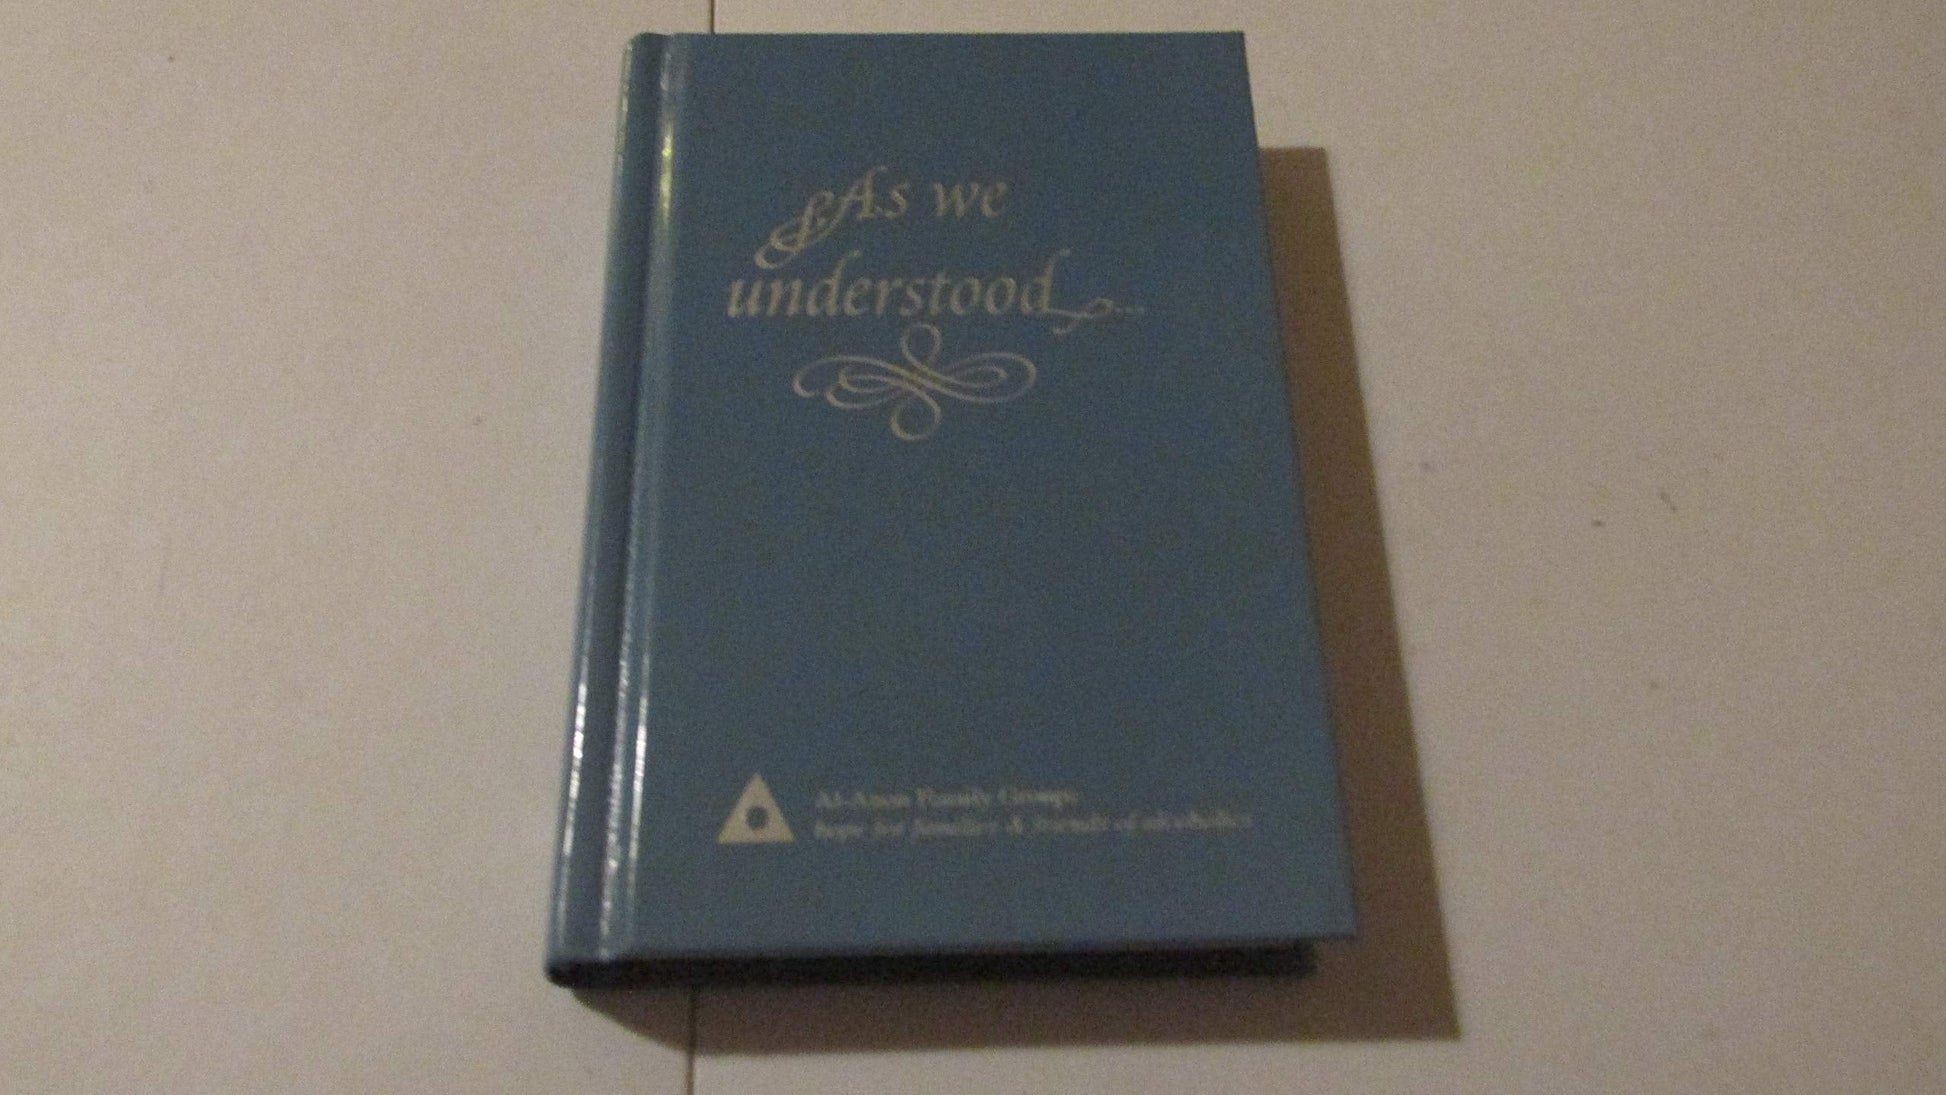 As we
understood...
Al-Anon Family Groups
hope for families & friends of alcoholics